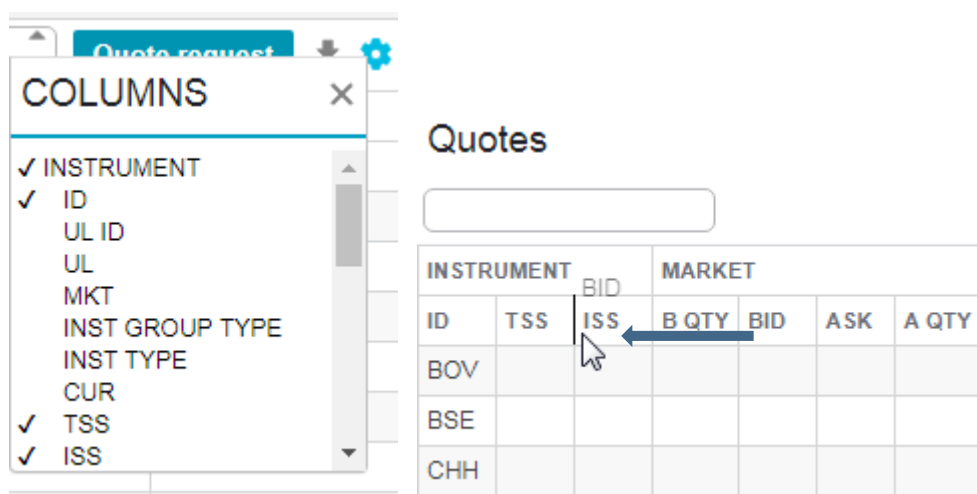 Quote request
COLUMNS
✓ INSTRUMENT
✓ ID
UL ID
UL
MKT
INST GROUP TYPE
INST TYPE
CUR
✓ TSS
✓ ISS
Quotes
INSTRUMENT MARKET
BID
ID TSS ISS B QTY BID ASK A QTY
BOV
BSE
CHH